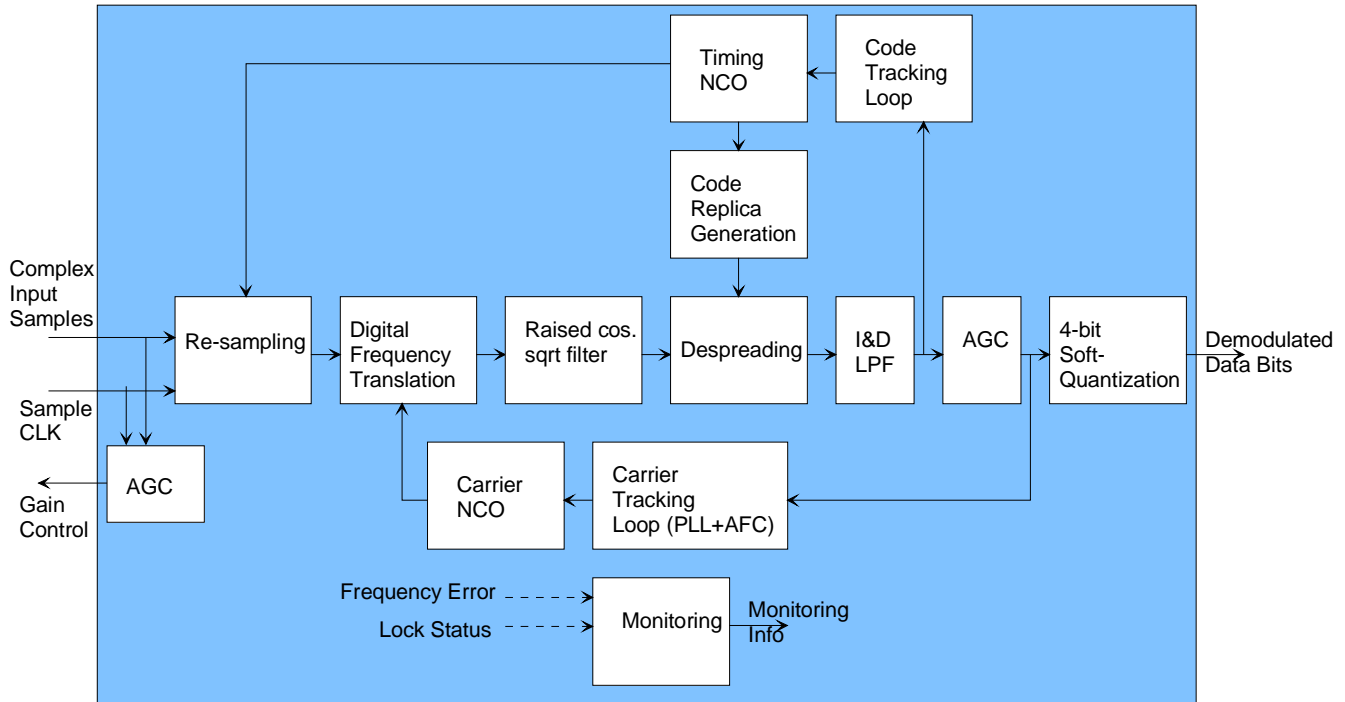 Timing
NCO
Code
Tracking
Loop
Code
Replica
Generation
Complex
Input
Samples
Re-sampling
Digital
Frequency
Translation
Raised cos.
sqrt filter
Despreading
I&D
LPF
AGC
4-bit
Soft-
Quantization
Demodulated
Data Bits
Sample
CLK
AGC
Gain
Control
Carrier
NCO
Carrier
Tracking
Loop (PLL+AFC)
Frequency Error
Lock Status
Monitoring
Monitoring
Info